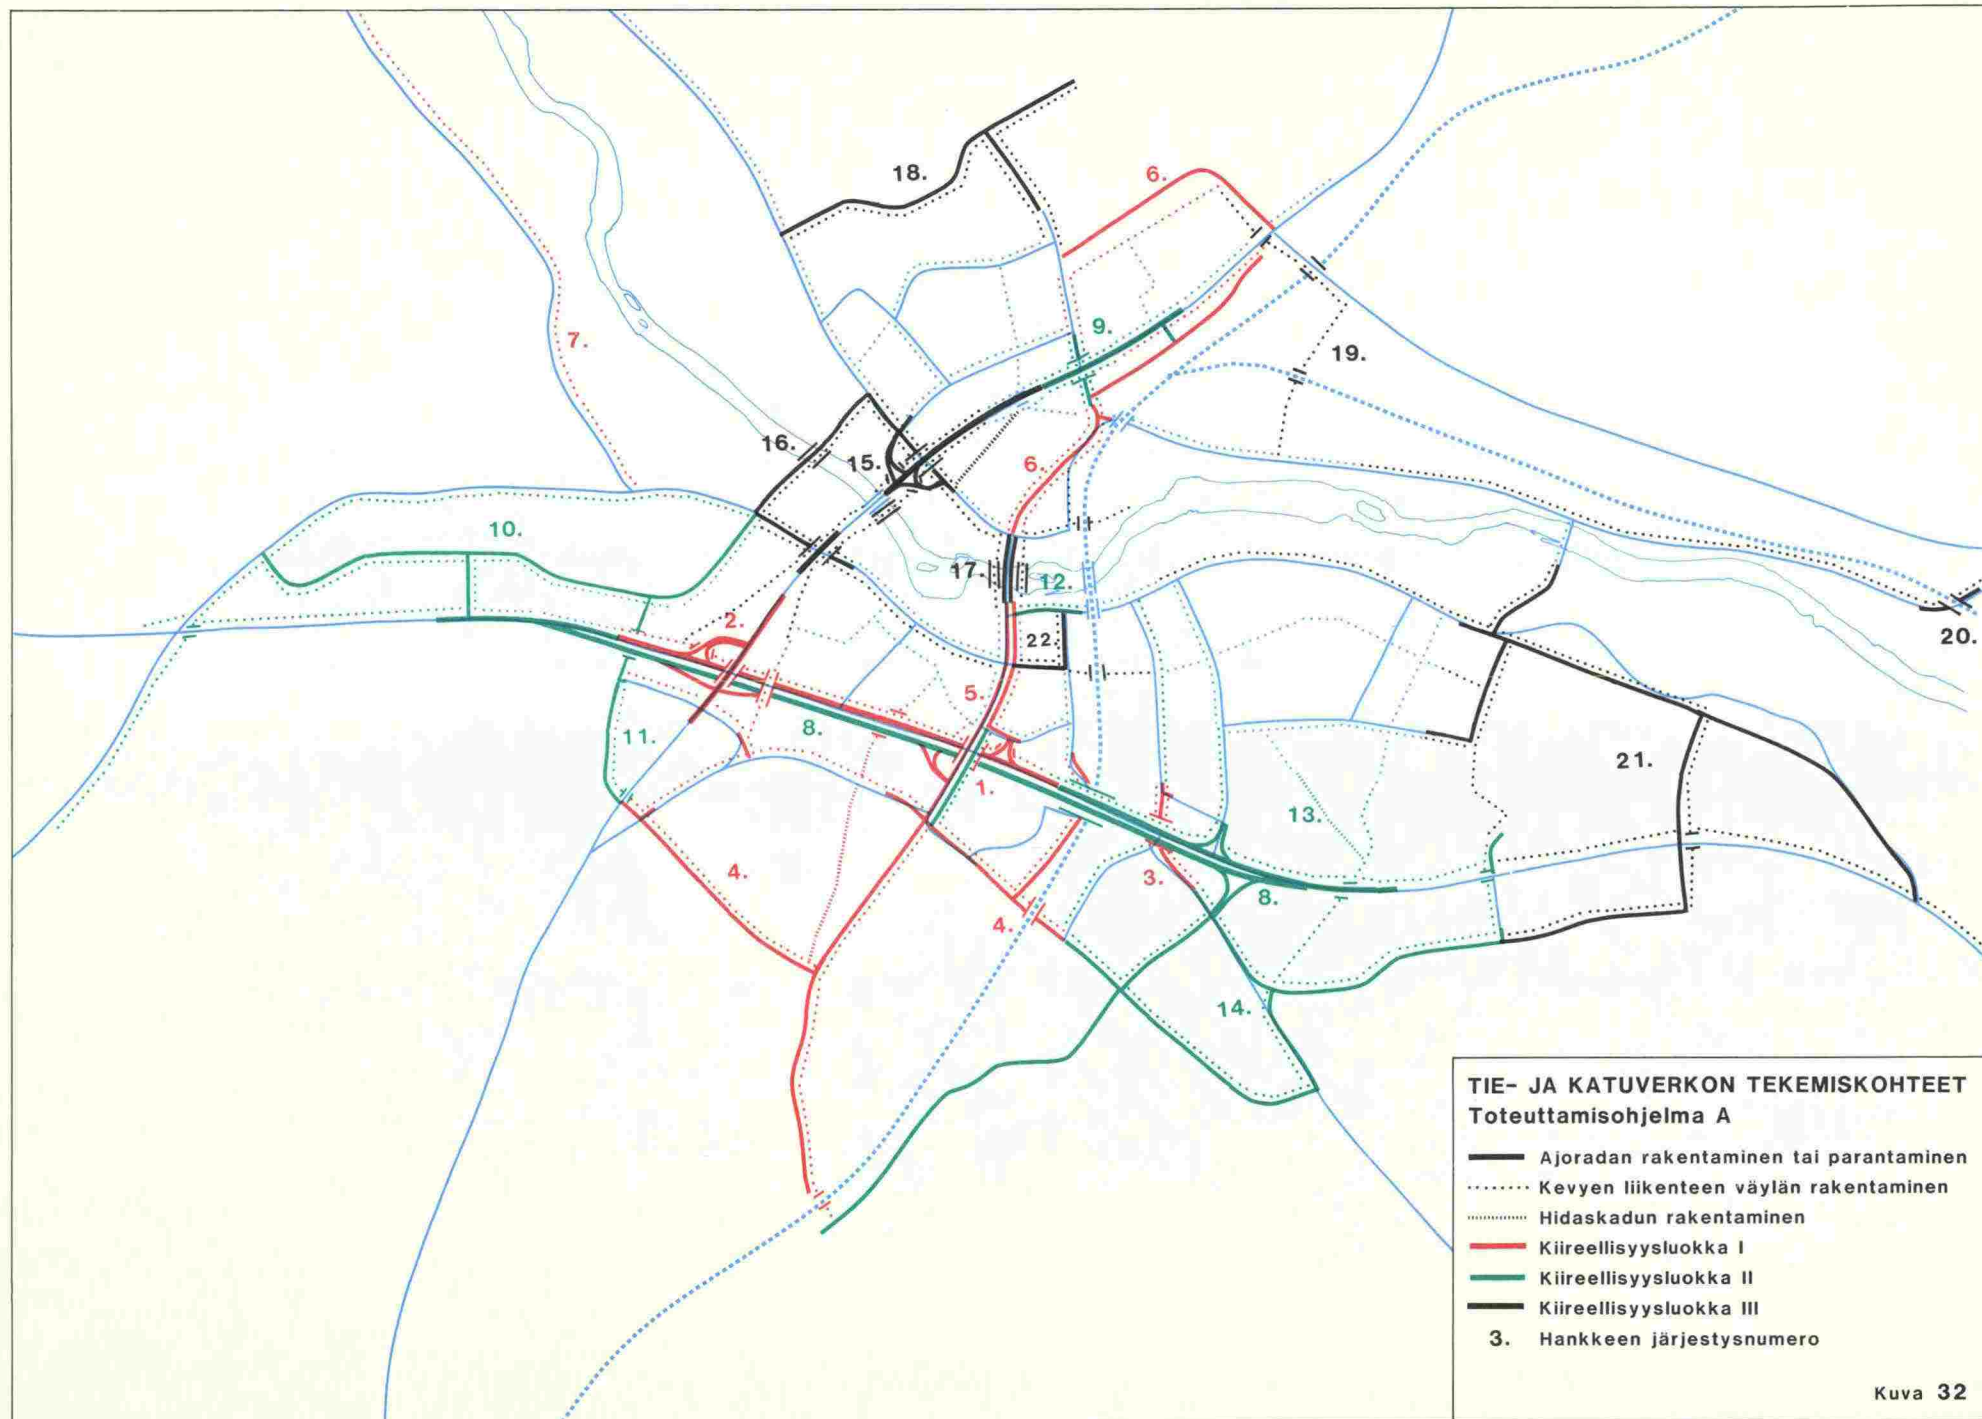 18.
6.
7.
9.
19.
16.
15.
6.
10.
17.
12
2.
22.
20.
5.
11.
8.
1.
21.
13.
4.
3.
8.
4.
14.
TIE- JA KATUVERKON TEKEMISKOHTEET
Toteuttamisohjelma A
Ajoradan rakentaminen tai parantaminen
Kevyen liikenteen väylän rakentaminen
Hidaskadun rakentaminen
Kiireellisyysluokka I
Kiireellisyysluokka II
Kiireellisyysluokka III
3. Hankkeen järjestysnumero
Kuva 32